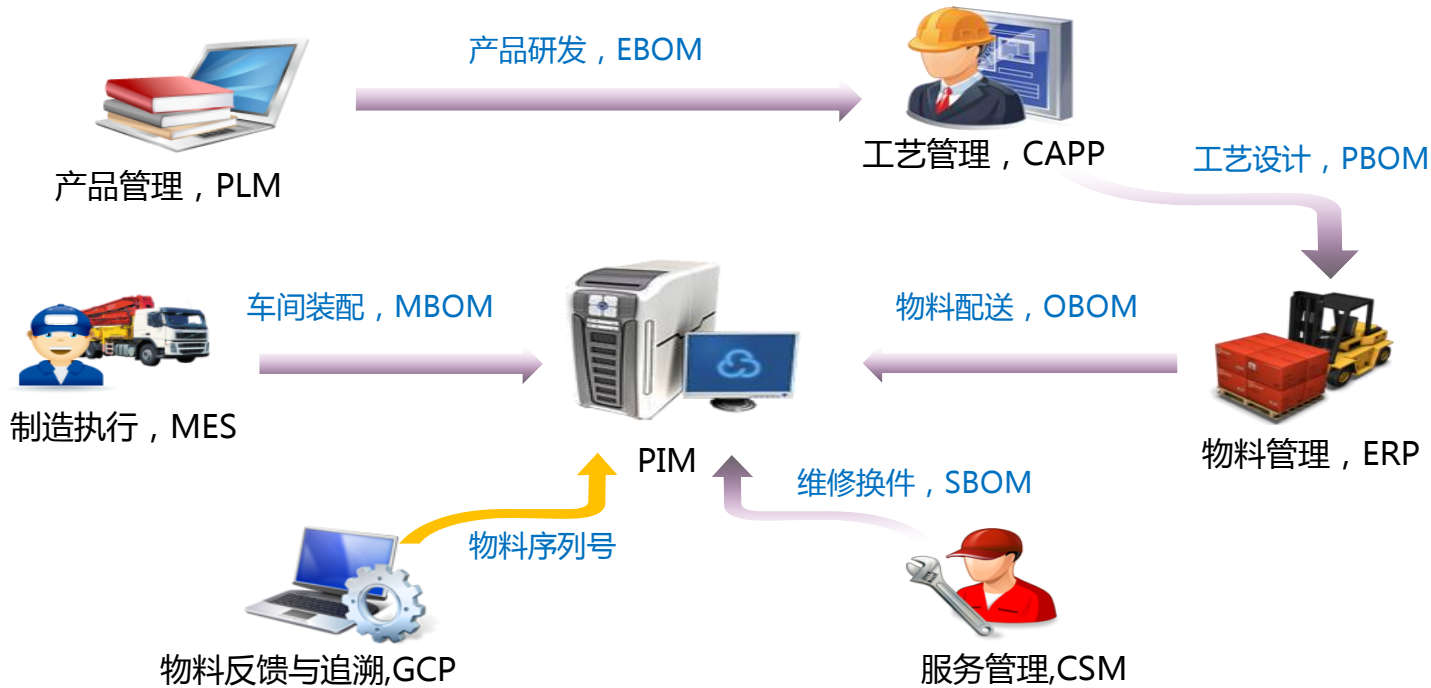 产品研发，EBOM
产品管理，PLM
工艺管理，CAPP
工艺设计，PBOM
车间装配，MBOM
物料配送，OBOM
制造执行，MES
PIM
物料管理，ERP
维修换件，SBOM
物料序列号
物料反馈与追溯,GCP
服务管理,CSM